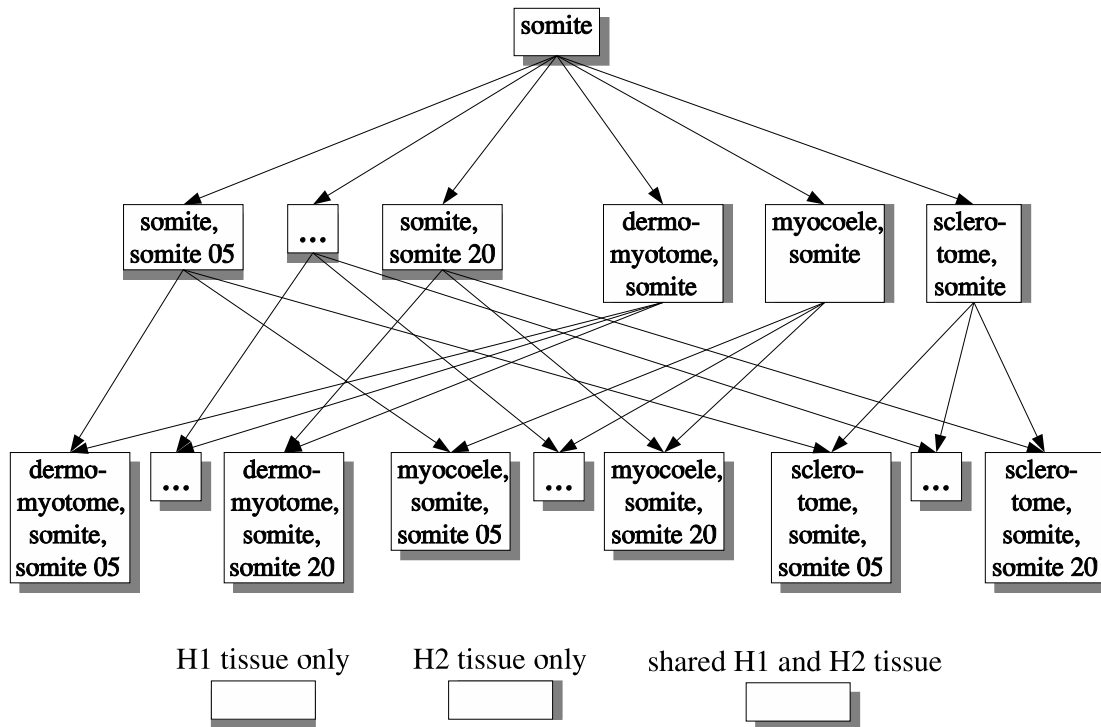 somite
somite,
somite 05
...
somite,
somite 20
dermo-
myotome,
somite
myocoele,
somite
sclero-
tome,
somite
dermo-
myotome,
somite,
somite 05
...
dermo-
myotome,
somite,
somite 20
myocoele,
somite,
somite 05
...
myocoele,
somite,
somite 20
sclero-
tome,
somite,
somite 05
...
sclero-
tome,
somite,
somite 20
H1 tissue only
H2 tissue only
shared H1 and H2 tissue